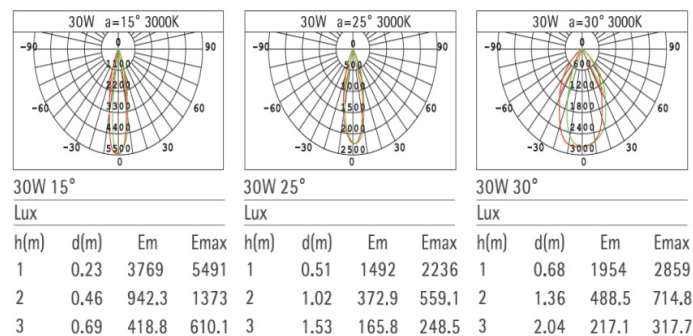 30W a=15° 3000K
0
-90 90
1100
2200
-60 60
3300
4400
-30 30
5500
0
30W 15°
Lux
h(m) d(m) Em Emax
1 0.23 3769 5491
2 0.46 942.3 1373
3 0.69 418.8 610.1
30W a=25° 3000K
0
-90 90
500
1000
-60 60
1500
2000
-30 30
2500
0
30W 25°
Lux
h(m) d(m) Em Emax
1 0.51 1492 2236
2 1.02 372.9 559.1
3 1.53 165.8 248.5
30W a=30° 3000K
0
-90 90
600
1200
-60 60
1800
2400
-30 30
3000
0
30W 30°
Lux
h(m) d(m) Em Emax
1 0.68 1954 2859
2 1.36 488.5 714.8
3 2.04 217.1 317.7